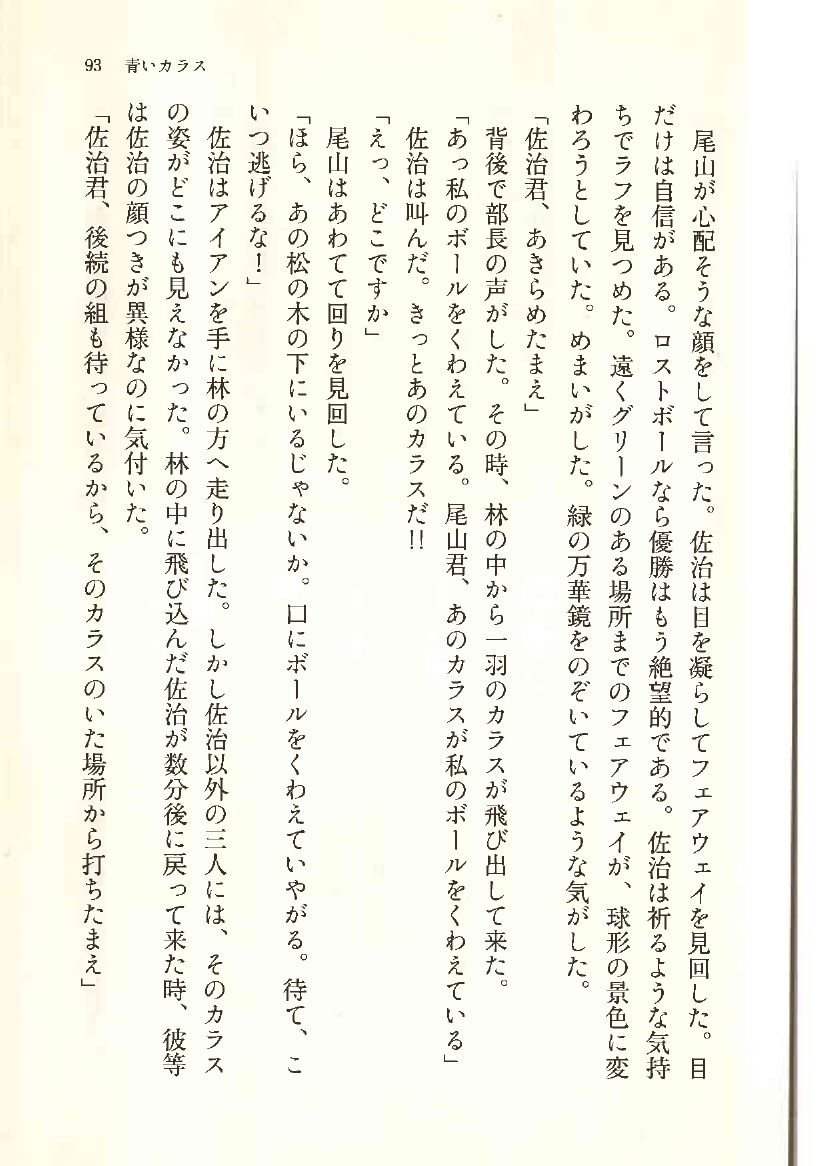 93 青いカラス
尾山が心配そうな顔をして言った。佐治は目を凝らしてフェアウェイを見回した。目
だけは自信がある。ロストボールなら優勝はもう絶望的である。佐治は祈るような気持
ちでラフを見つめた。遠くグリーンのある場所までのフェアウェイが、球形の景色に変
わろうとしていた。めまいがした。緑の万華鏡をのぞいているような気がした。
「佐治君、あきらめたまえ」
背後で部長の声がした。その時、林の中から一羽のカラスが飛び出して来た。
「あっ私のボールをくわえている。尾山君、あのカラスが私のボールをくわえている」
佐治は叫んだ。きっとあのカラスだ!!
「えっ、どこですか」
尾山はあわてて回りを見回した。
「ほら、あの松の木の下にいるじゃないか。口にボールをくわえていやがる。待て、こ
いつ逃げるな！」
佐治はアイアンを手に林の方へ走り出した。しかし佐治以外の三人には、そのカラス
の姿がどこにも見えなかった。林の中に飛び込んだ佐治が数分後に戻って来た時、彼等
は佐治の顔つきが異様なのに気付いた。
「佐治君、後続の組も待っているから、そのカラスのいた場所から打ちたまえ」